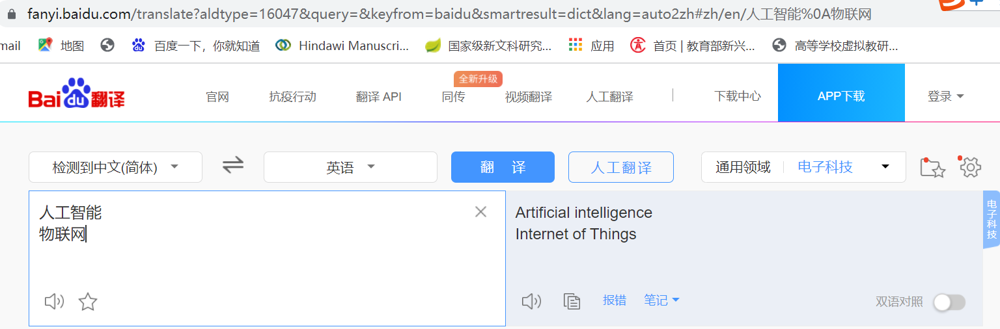 fanyi.baidu.com/translate?aldtype=16047&query=&keyfrom=baidu&smartresult=dict&lang=auto2zh#zh/en/人工智能%0A物联网
mail 地图 百度一下，你就知道 Hindawi Manuscri... 国家级新文科研究... 应用 首页 | 教育部新兴... 高等学校虚拟教研...
全新升级
Baidu翻译 官网 抗疫行动 翻译 API 同传 视频翻译 人工翻译 下载中心 APP下载 登录
检测到中文(简体) 英语 翻 译 人工翻译 通用领域 电子科技
人工智能
物联网
Artificial intelligence
Internet of Things
电子科技
报错 笔记 双语对照